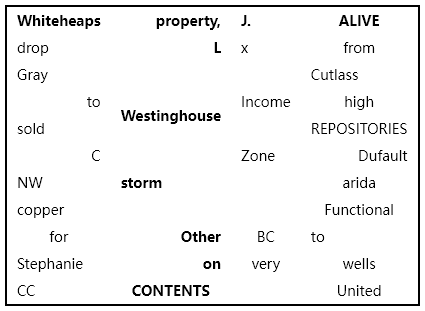 Whiteheaps property, J. ALIVE
drop L x from
Gray Cutlass
to Westinghouse Income high
sold REPOSITORIES
C Zone Dufault
NW storm arida
copper Functional
for Other BC to
Stephanie on very wells
CC CONTENTS United